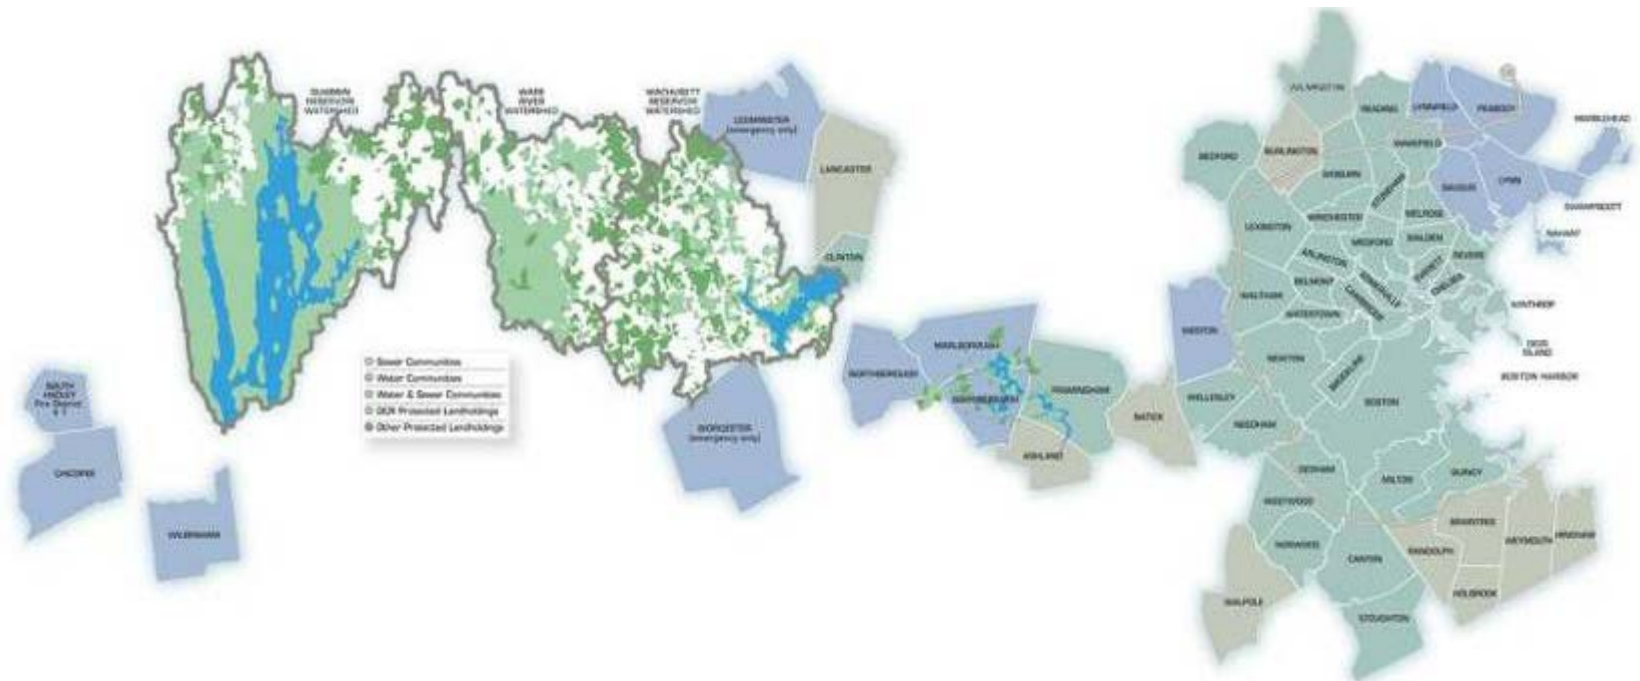 QUABBIN
RESERVOIR
WATERSHED
WARE
RIVER
WATERSHED
WACHUSETT
RESERVOIR
WATERSHED
LEOMINSTER
(emergency only)
LANCASTER
CLINTON
Sewer Communities
Water Communities
Water & Sewer Communities
DCR Protected Landholdings
Other Protected Landholdings
SOUTH
HADLEY
Fire District
# 1
CHICOPEE
WILBRAHAM
WORCESTER
(emergency only)
NORTHBOROUGH
MARLBOROUGH
SOUTHBOROUGH
FRAMINGHAM
ASHLAND
NATICK
WESTON
WILMINGTON
BEDFORD
BURLINGTON
READING
LYNNFIELD
PEABODY
MARBLEHEAD
WAKEFIELD
WOBURN
STONEHAM
SAUGUS
LYNN
SWAMPSCOTT
NAHANT
LEXINGTON
WINCHESTER
MELROSE
MEDFORD
MALDEN
REVERE
ARLINGTON
EVERETT
CHELSEA
BELMONT
SOMERVILLE
CAMBRIDGE
WALTHAM
WATERTOWN
WINTHROP
DEER
ISLAND
BOSTON HARBOR
NEWTON
BROOKLINE
BOSTON
WELLESLEY
NEEDHAM
DEDHAM
MILTON
QUINCY
WESTWOOD
NORWOOD
CANTON
RANDOLPH
BRAINTREE
WEYMOUTH
HINGHAM
HOLBROOK
WALPOLE
STOUGHTON